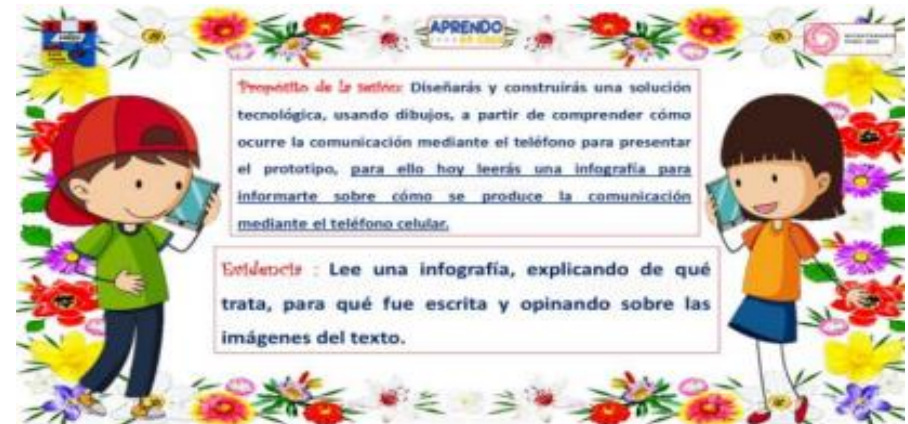 APRENDO
Propósito de la sesión: Diseñarás y construirás una solución
tecnológica, usando dibujos, a partir de comprender cómo
ocurre la comunicación mediante el teléfono para presentar
el prototipo, para ello hoy leerás una infografía para
informarte sobre cómo se produce la comunicación
mediante el teléfono celular.
Evidencia : Lee una infografía, explicando de qué
trata, para qué fue escrita y opinando sobre las
imágenes del texto.